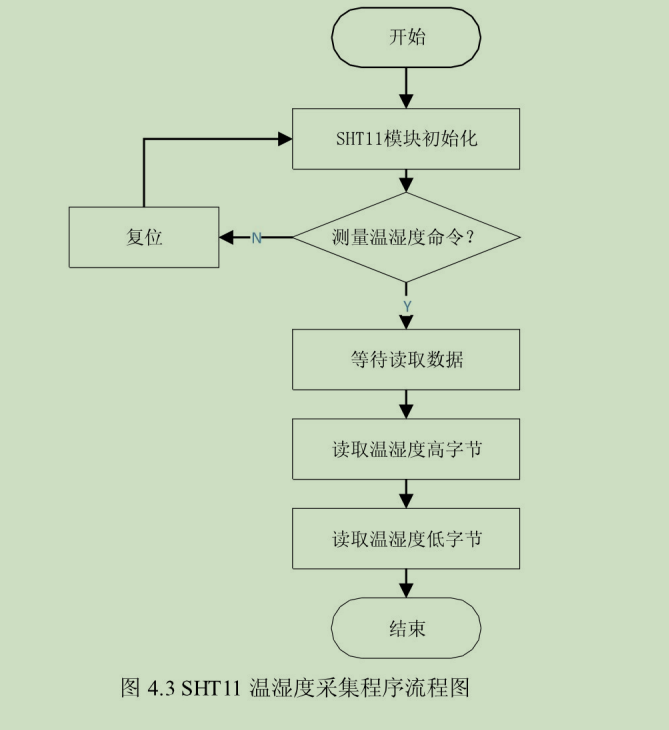 开始
SHT11模块初始化
复位
N
测量温湿度命令？
Y
等待读取数据
读取温湿度高字节
读取温湿度低字节
结束
图 4.3 SHT11 温湿度采集程序流程图